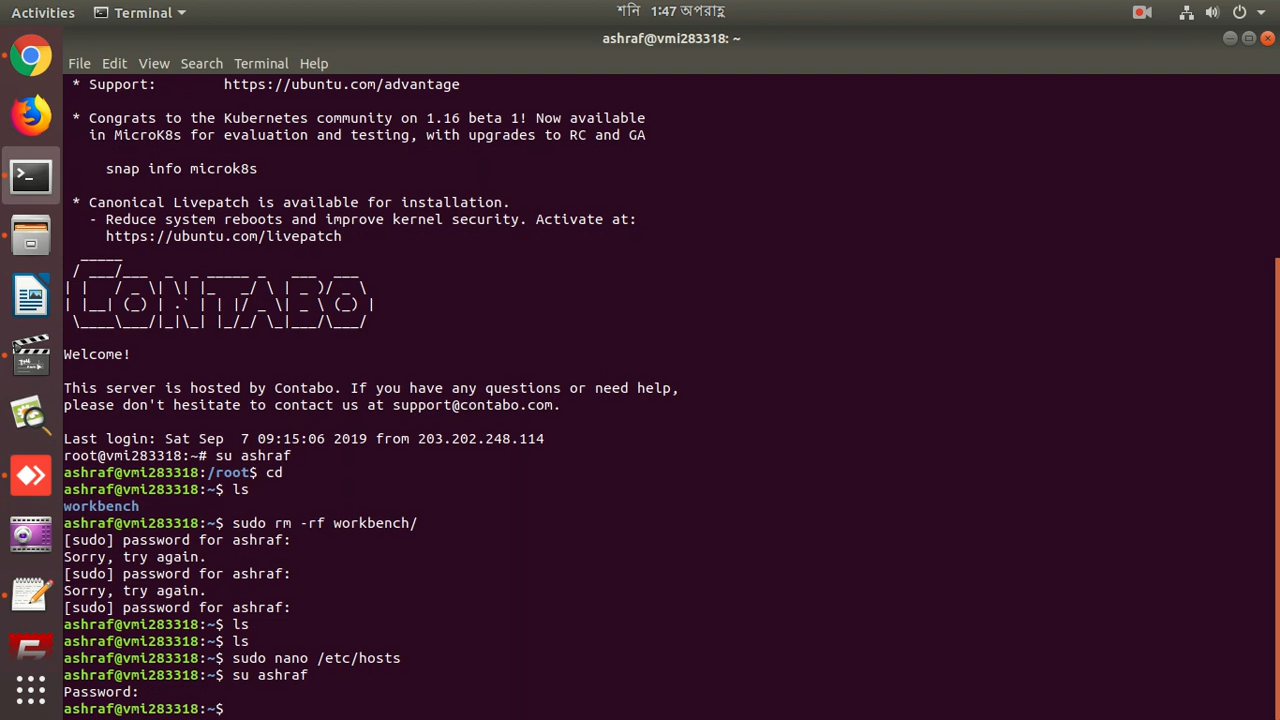 Activities
Terminal
শনি 1:47 অপরাহ্ণ
ashraf@vmi283318: ~
File Edit View Search Terminal Help
* Support: https://ubuntu.com/advantage
* Congrats to the Kubernetes community on 1.16 beta 1! Now available
in MicroK8s for evaluation and testing, with upgrades to RC and GA
snap info microk8s
* Canonical Livepatch is available for installation.
- Reduce system reboots and improve kernel security. Activate at:
https://ubuntu.com/livepatch
CONTABO
Welcome!
This server is hosted by Contabo. If you have any questions or need help,
please don't hesitate to contact us at support@contabo.com.
Last login: Sat Sep  7 09:15:06 2019 from 203.202.248.114
root@vmi283318:~# su ashraf
ashraf@vmi283318:/root$ cd
ashraf@vmi283318:~$ ls
workbench
ashraf@vmi283318:~$ sudo rm -rf workbench/
[sudo] password for ashraf:
Sorry, try again.
[sudo] password for ashraf:
Sorry, try again.
[sudo] password for ashraf:
ashraf@vmi283318:~$ ls
ashraf@vmi283318:~$ ls
ashraf@vmi283318:~$ sudo nano /etc/hosts
ashraf@vmi283318:~$ su ashraf
Password:
ashraf@vmi283318:~$